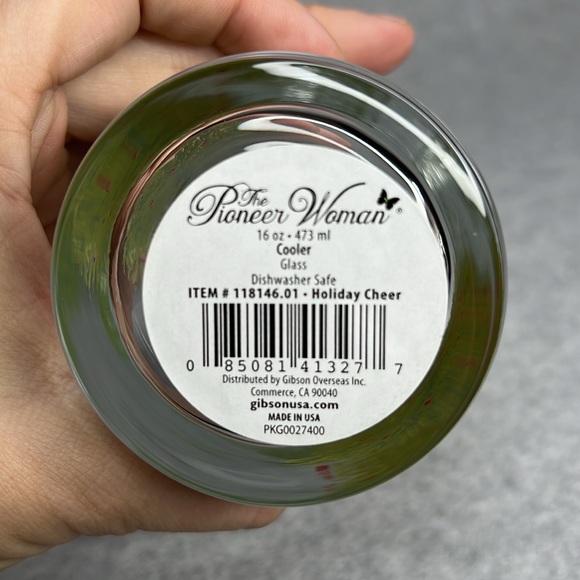 The
Pioneer Woman®
16 oz • 473 ml
Cooler
Glass
Dishwasher Safe
ITEM # 118146.01 • Holiday Cheer
0 85081 41327 7
Distributed by Gibson Overseas Inc.
Commerce, CA 90040
gibsonusa.com
MADE IN USA
PKG0027400